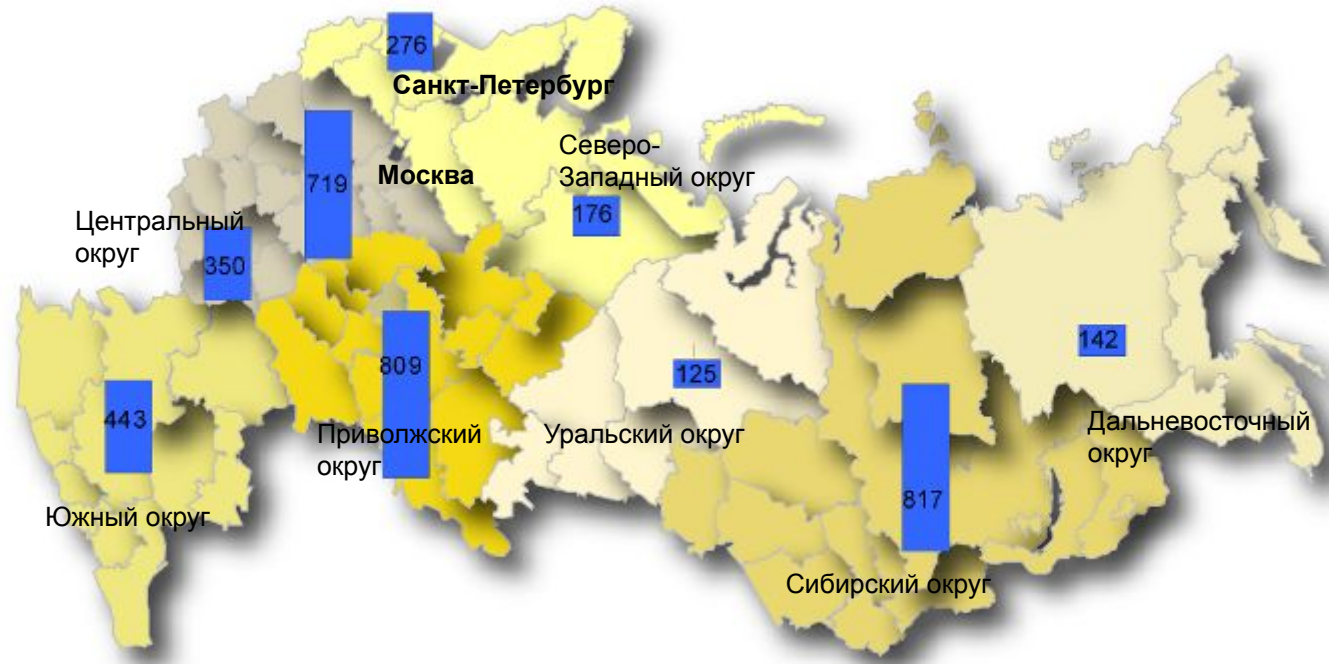 276
Санкт-Петербург
Северо-
Западный округ
719
Москва
176
Центральный
округ
350
142
809
125
443
Приволжский
округ
Уральский округ
Дальневосточный
округ
817
Южный округ
Сибирский округ